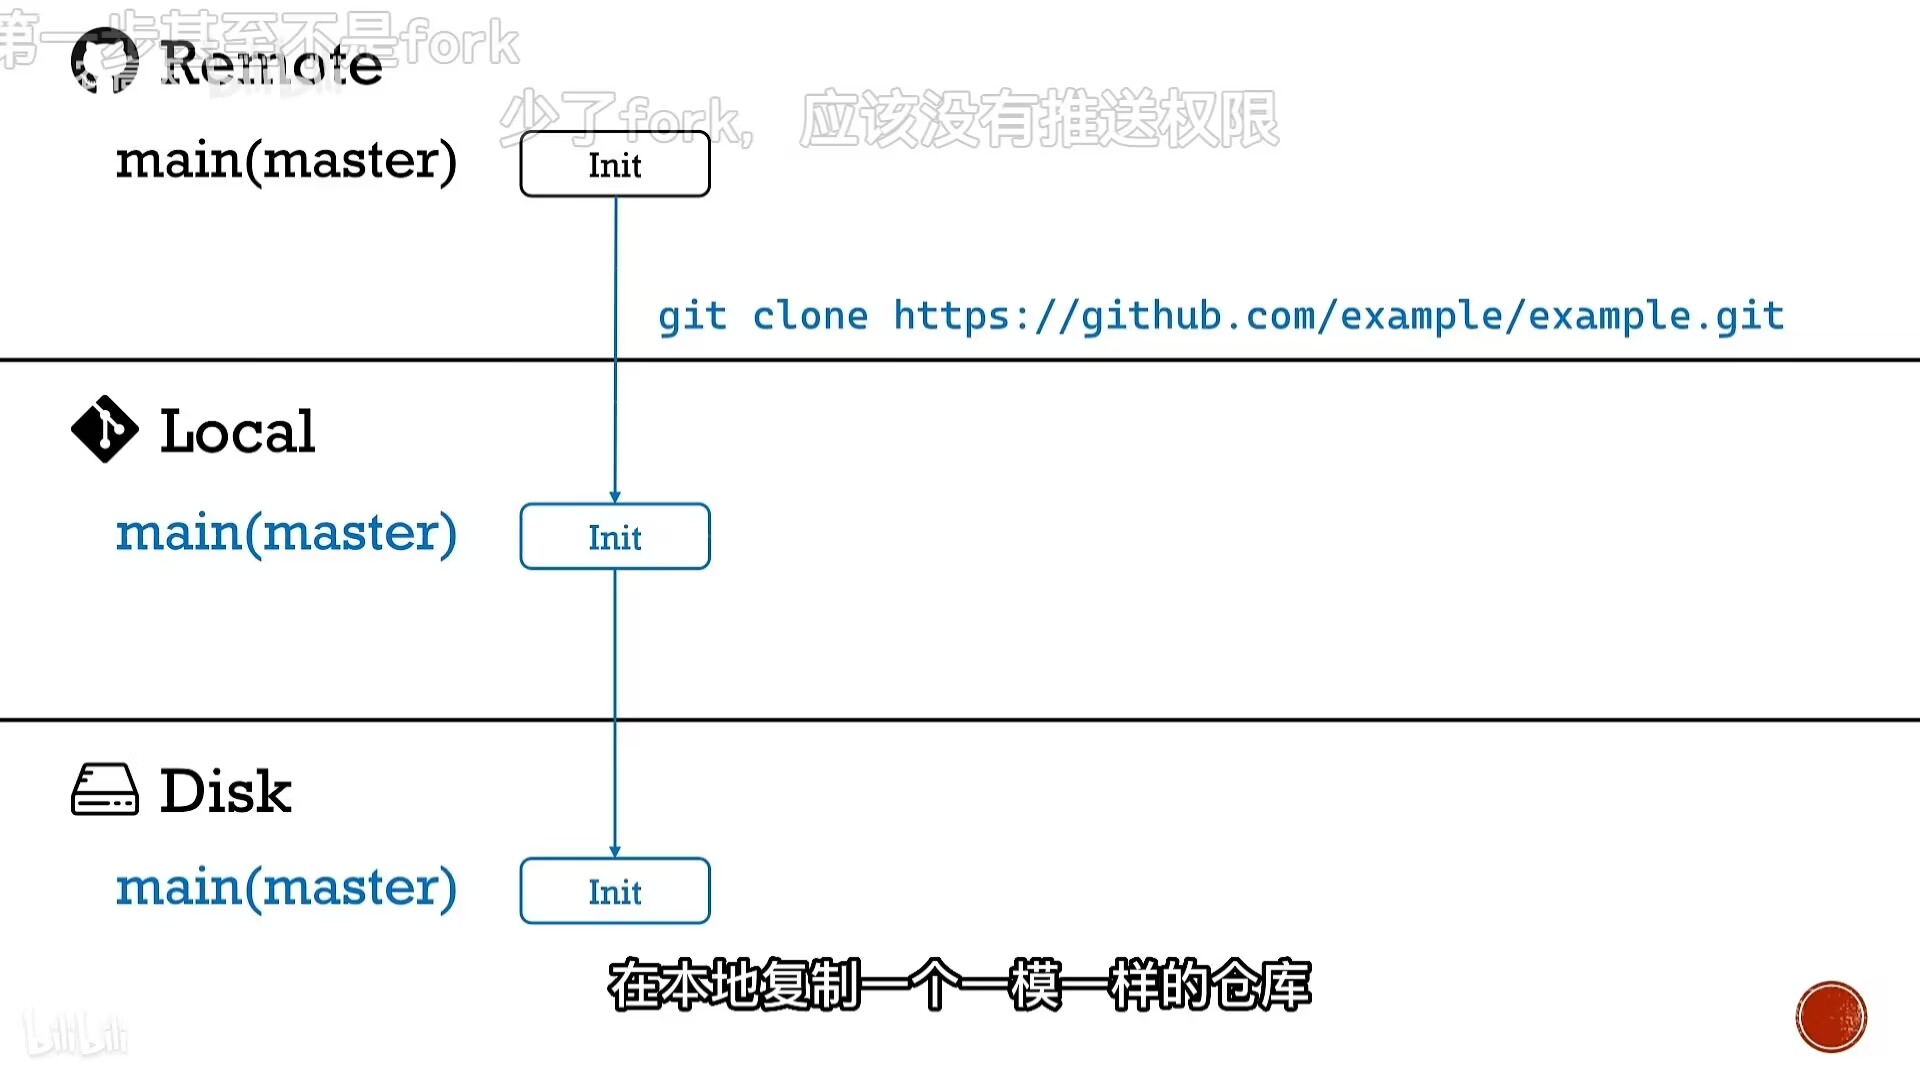 第一步甚至不是fork
Remote
少了fork, 应该没有推送权限
main(master)
Init
git clone https://github.com/example/example.git
Local
main(master)
Init
Disk
main(master)
Init
在本地复制一个一模一样的仓库
bilibili